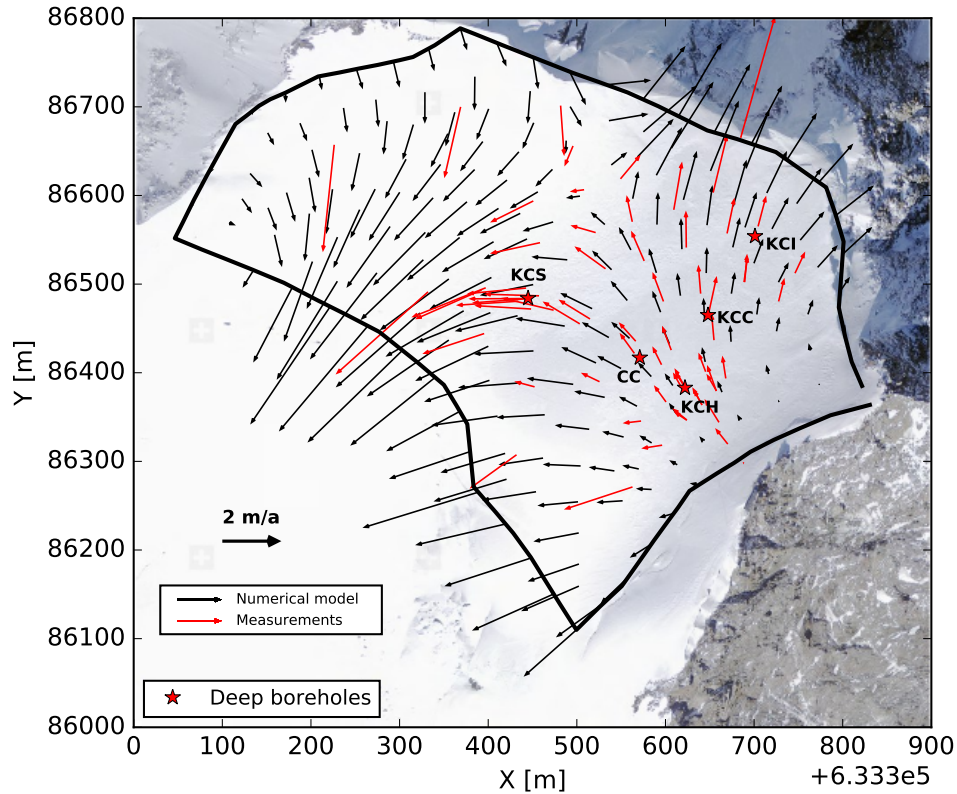 86800
86700
86600
86500
86400
86300
86200
86100
86000
Y [m]
KCI
KCS
KCC
CC
KCH
2 m/a
Numerical model
Measurements
Deep boreholes
0 100 200 300 400 500 600 700 800 900
X [m]
+6.333e5